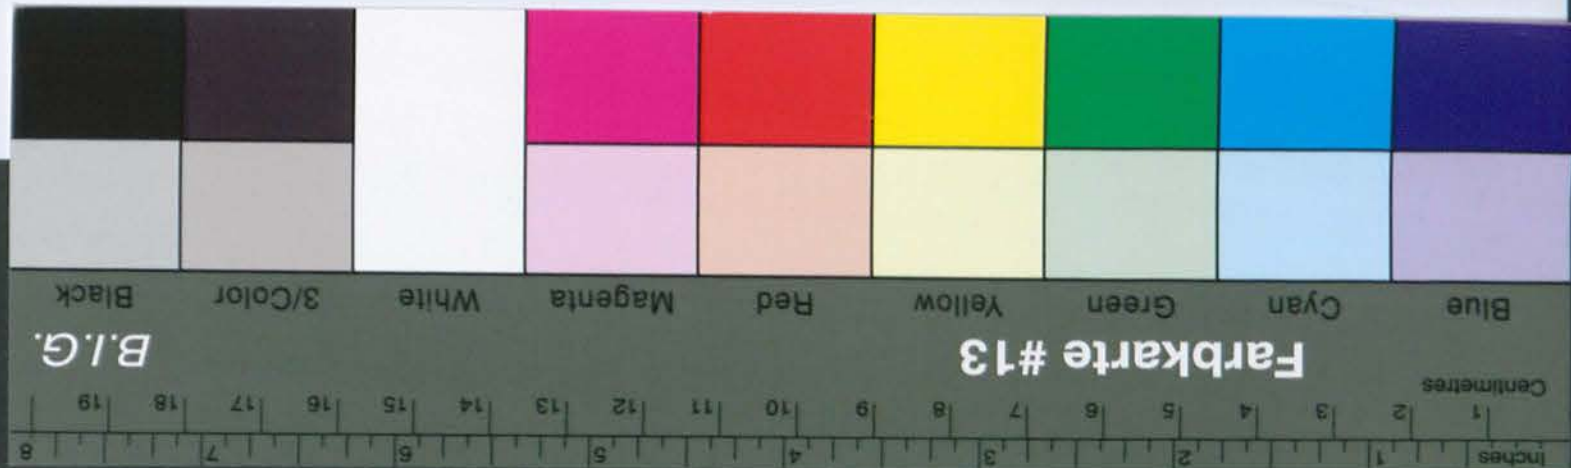 Inches 1 2 3 4 5 6 7 8
1 2 3 4 5 6 7 8 9 10 11 12 13 14 15 16 17 18 19
Centimetres
Farbkarte #13 B.I.G.
Blue Cyan Green Yellow Red Magenta White 3/Color Black